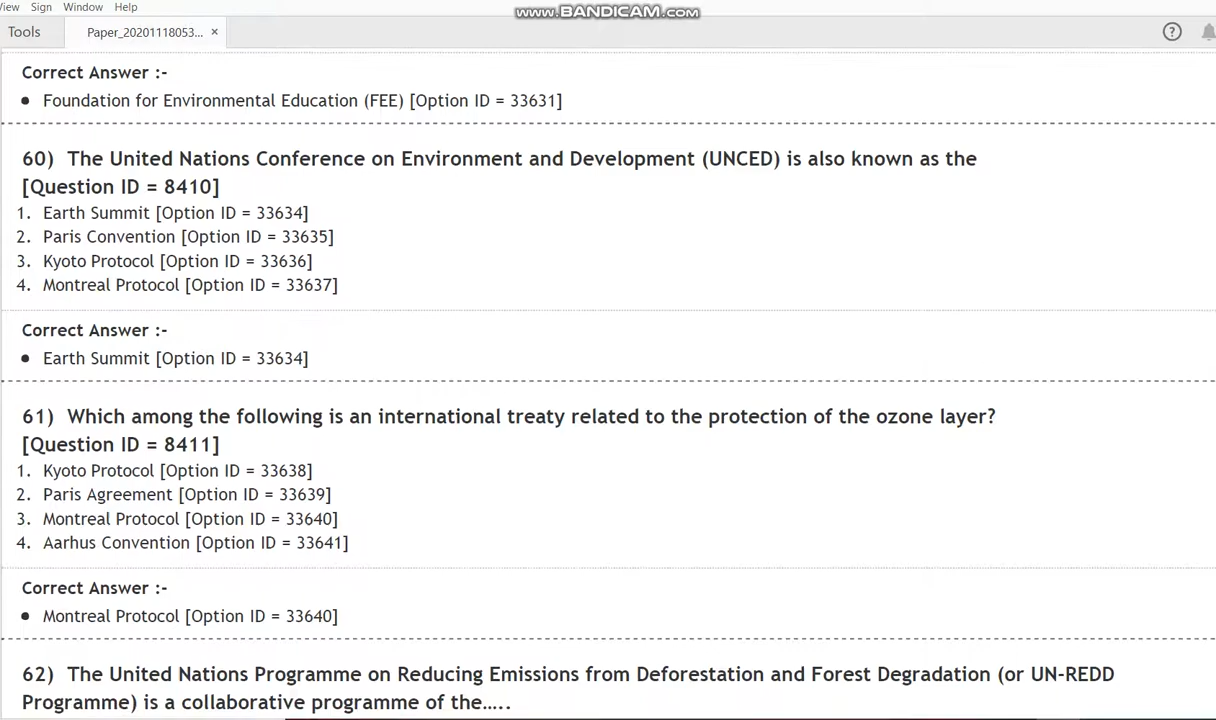 View Sign Window Help
www.BANDICAM.com
Tools Paper_20201118053... ×
Correct Answer :-
• Foundation for Environmental Education (FEE) [Option ID = 33631]
60) The United Nations Conference on Environment and Development (UNCED) is also known as the
[Question ID = 8410]
1. Earth Summit [Option ID = 33634]
2. Paris Convention [Option ID = 33635]
3. Kyoto Protocol [Option ID = 33636]
4. Montreal Protocol [Option ID = 33637]
Correct Answer :-
• Earth Summit [Option ID = 33634]
61) Which among the following is an international treaty related to the protection of the ozone layer?
[Question ID = 8411]
1. Kyoto Protocol [Option ID = 33638]
2. Paris Agreement [Option ID = 33639]
3. Montreal Protocol [Option ID = 33640]
4. Aarhus Convention [Option ID = 33641]
Correct Answer :-
• Montreal Protocol [Option ID = 33640]
62) The United Nations Programme on Reducing Emissions from Deforestation and Forest Degradation (or UN-REDD
Programme) is a collaborative programme of the.....